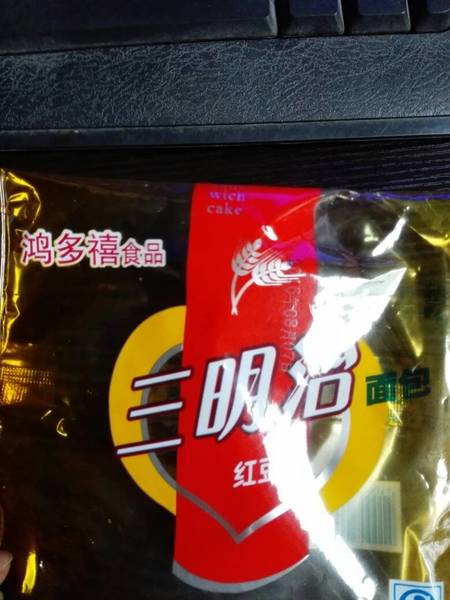 wich
cake
鸿多禧食品
三明治
面包
红豆